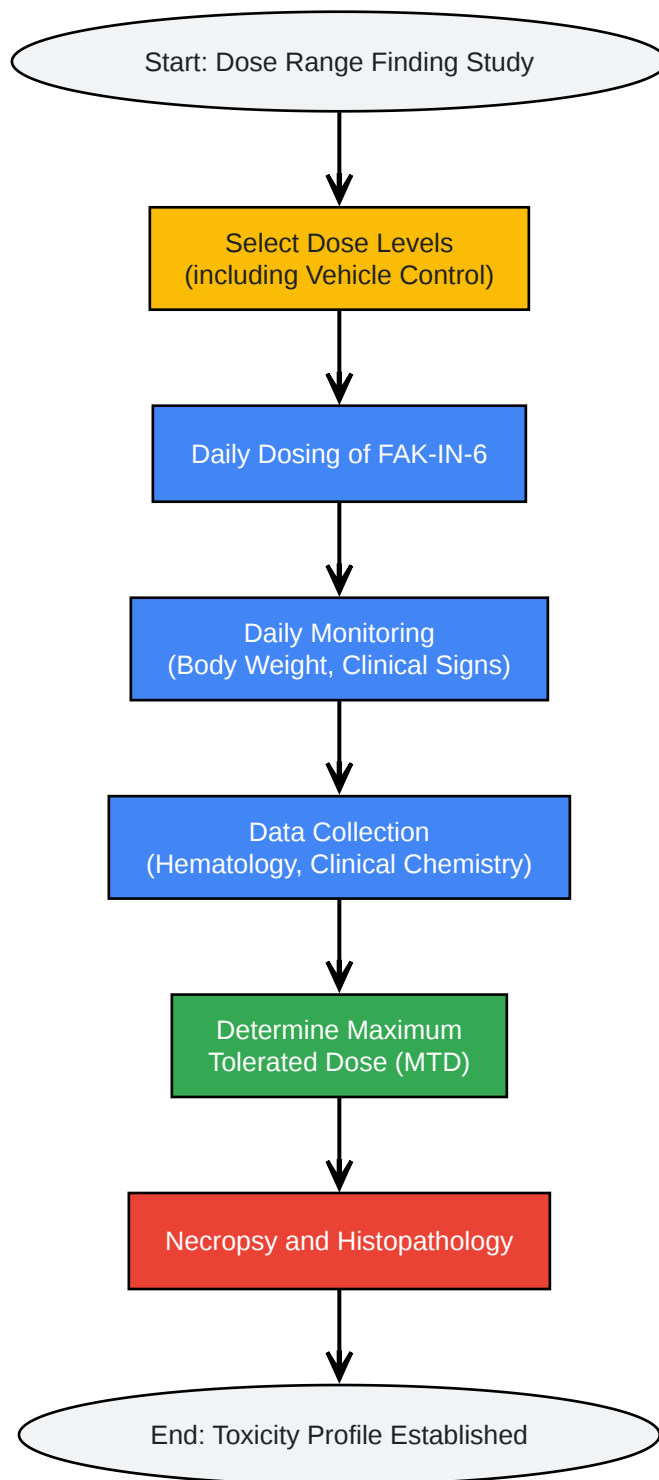 Start: Dose Range Finding Study
Select Dose Levels
(including Vehicle Control)
Daily Dosing of FAK-IN-6
Daily Monitoring
(Body Weight, Clinical Signs)
Data Collection
(Hematology, Clinical Chemistry)
Determine Maximum
Tolerated Dose (MTD)
Necropsy and Histopathology
End: Toxicity Profile Established